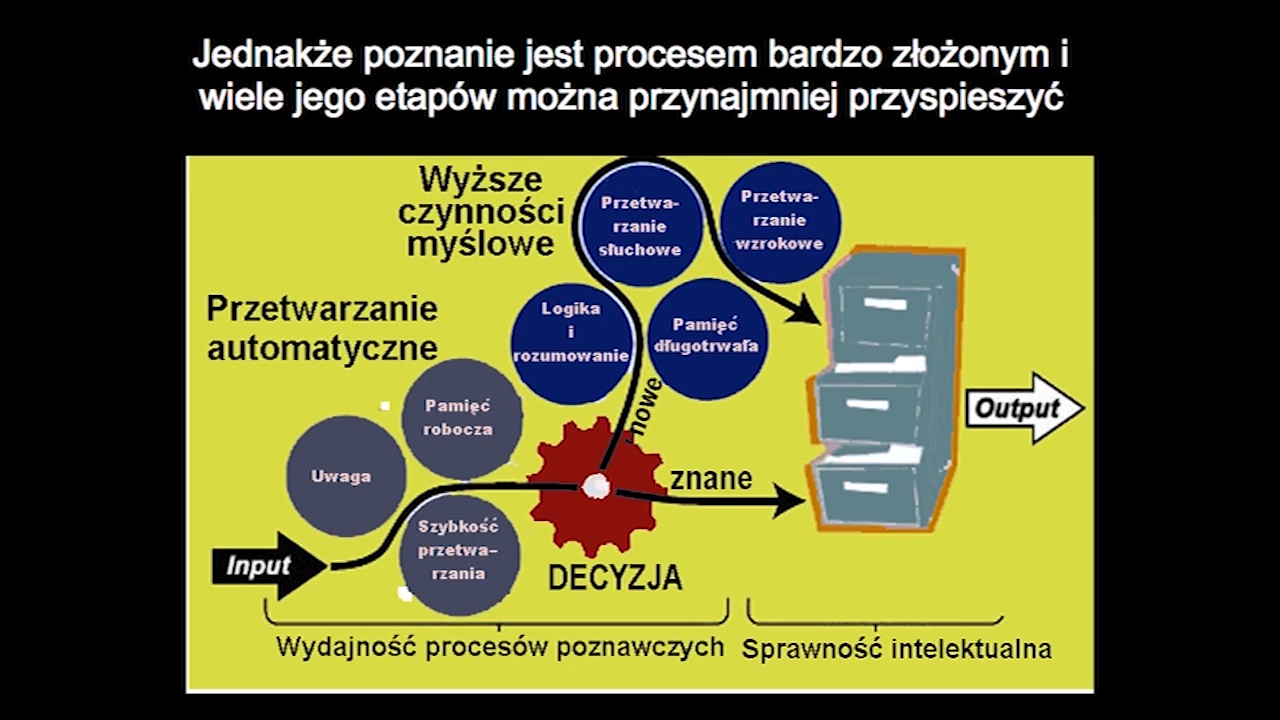 Jednakże poznanie jest procesem bardzo złożonym i
wiele jego etapów można przynajmniej przyspieszyć
Wyższe
czynności
myślowe
Przetwa-
rzanie
słuchowe
Przetwa-
rzanie
wzrokowe
Przetwarzanie
automatyczne
Logika
i
rozumowanie
Pamięć
długotrwała
Pamięć
robocza
Uwaga
nowe
znane
Output
Szybkość
przetwa-
rzania
Input
DECYZJA
Wydajność procesów poznawczych
Sprawność intelektualna